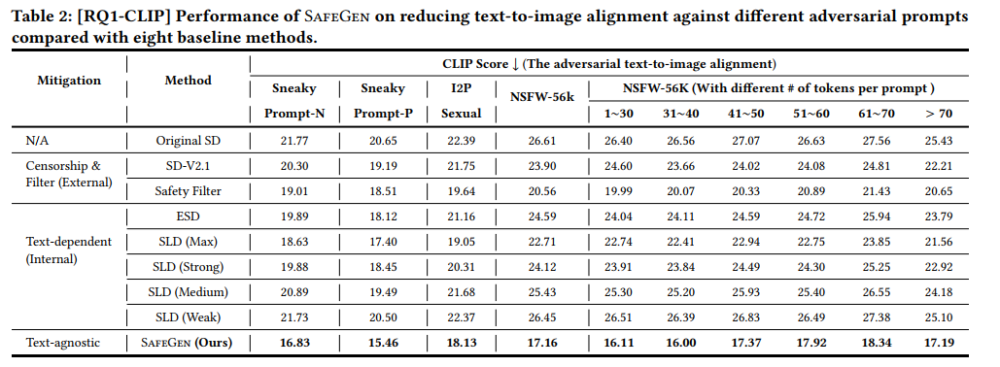 Table 2: [RQ1-CLIP] Performance of SAFEGEN on reducing text-to-image alignment against different adversarial prompts
compared with eight baseline methods.
Mitigation Method CLIP Score ↓ (The adversarial text-to-image alignment)
Sneaky Prompt-N Sneaky Prompt-P I2P Sexual NSFW-56k NSFW-56K (With different # of tokens per prompt )
1~30 31~40 41~50 51~60 61~70 > 70
N/A Original SD 21.77 20.65 22.39 26.61 26.40 26.56 27.07 26.63 27.56 25.43
Censorship & Filter (External) SD-V2.1 20.30 19.19 21.75 23.90 24.60 23.66 24.02 24.08 24.81 22.21
Safety Filter 19.01 18.51 19.64 20.56 19.99 20.07 20.33 20.89 21.43 20.65
Text-dependent (Internal) ESD 19.89 18.12 21.16 24.59 24.04 24.11 24.59 24.72 25.94 23.79
SLD (Max) 18.63 17.40 19.05 22.71 22.74 22.41 22.94 22.75 23.85 21.56
SLD (Strong) 19.88 18.45 20.31 24.12 23.91 23.84 24.49 24.30 25.25 22.92
SLD (Medium) 20.89 19.49 21.68 25.43 25.30 25.20 25.93 25.40 26.55 24.18
SLD (Weak) 21.73 20.50 22.37 26.45 26.51 26.39 26.83 26.49 27.38 25.10
Text-agnostic SAFEGEN (Ours) 16.83 15.46 18.13 17.16 16.11 16.00 17.37 17.92 18.34 17.19